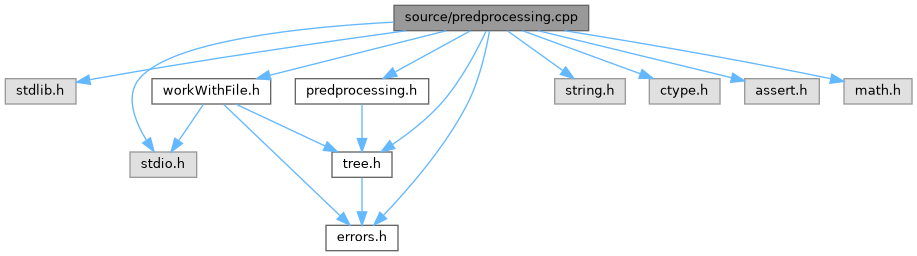 source/predprocessing.cpp
stdlib.h
workWithFile.h
predprocessing.h
string.h
ctype.h
assert.h
math.h
stdio.h
tree.h
errors.h